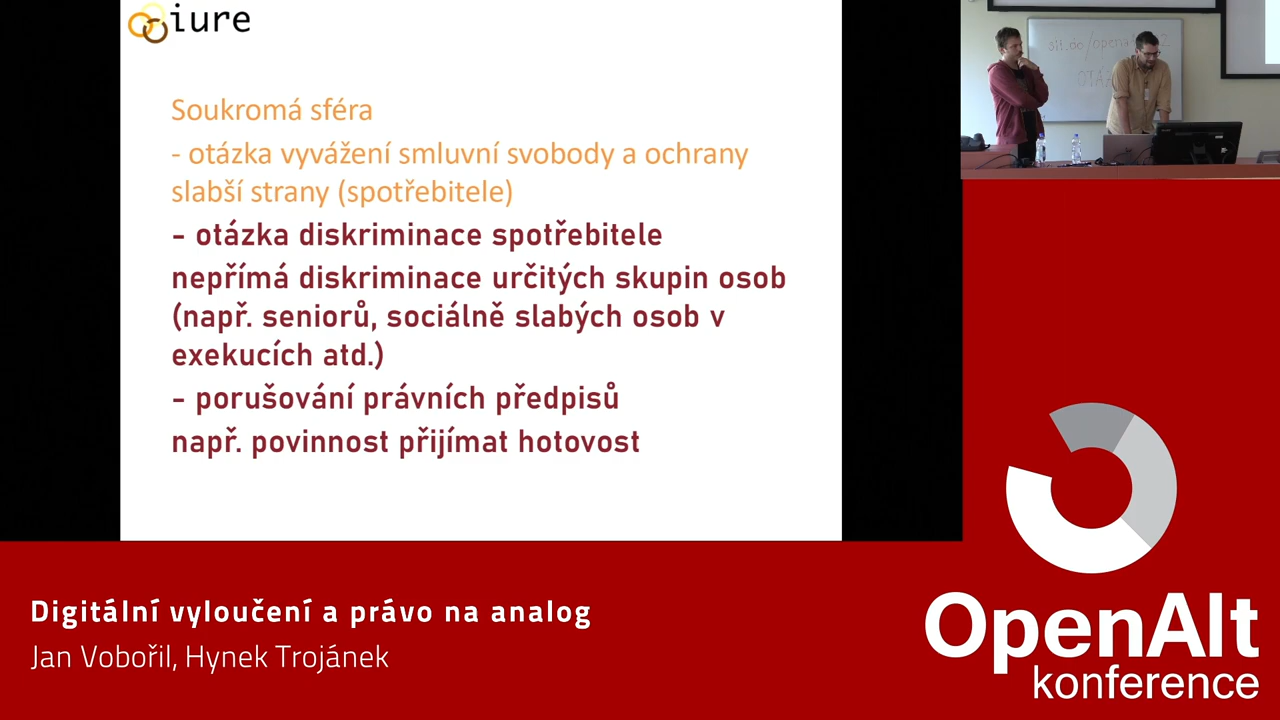 iure
Soukromá sféra
- otázka vyvážení smluvní svobody a ochrany
slabší strany (spotřebitele)
- otázka diskriminace spotřebitele
nepřímá diskriminace určitých skupin osob
(např. seniorů, sociálně slabých osob v
exekucích atd.)
- porušování právních předpisů
např. povinnost přijímat hotovost
Digitální vyloučení a právo na analog
Jan Vobořil, Hynek Trojánek
OpenAlt
konference